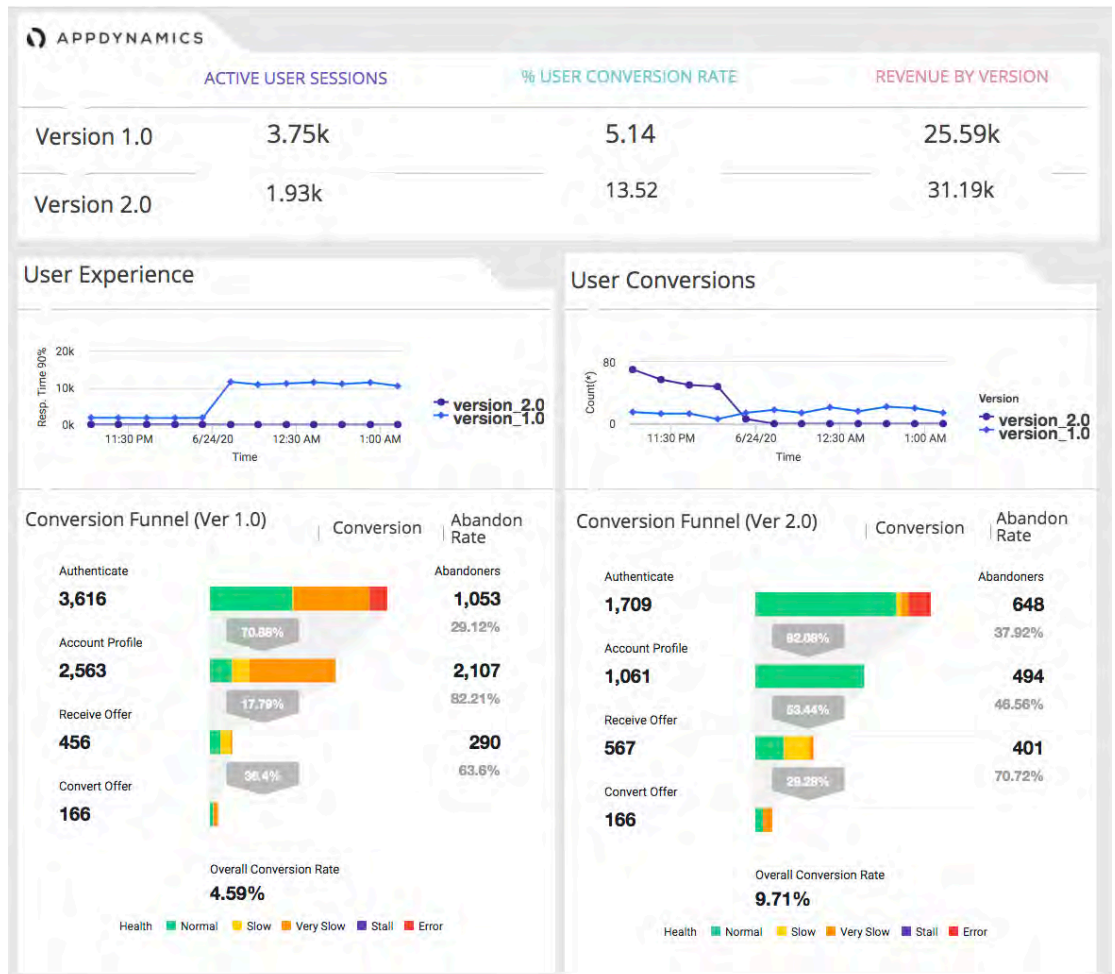 APPDYNAMICS
ACTIVE USER SESSIONS % USER CONVERSION RATE REVENUE BY VERSION
Version 1.0 3.75k 5.14 25.59k
Version 2.0 1.93k 13.52 31.19k
User Experience
Resp. Time 90%
20k
10k
0k
11:30 PM 6/24/20 12:30 AM 1:00 AM
Time
version_2.0
version_1.0
User Conversions
Count(*)
80
0
11:30 PM 6/24/20 12:30 AM 1:00 AM
Time
Version
version_2.0
version_1.0
Conversion Funnel (Ver 1.0) Conversion Abandon
Rate
Authenticate Abandoners
3,616 1,053
70.88% 29.12%
Account Profile
2,563 2,107
17.79% 82.21%
Receive Offer
456 290
36.4% 63.6%
Convert Offer
166
Overall Conversion Rate
4.59%
Health Normal Slow Very Slow Stall Error
Conversion Funnel (Ver 2.0) Conversion Abandon
Rate
Authenticate Abandoners
1,709 648
62.08% 37.92%
Account Profile
1,061 494
53.44% 46.56%
Receive Offer
567 401
29.28% 70.72%
Convert Offer
166
Overall Conversion Rate
9.71%
Health Normal Slow Very Slow Stall Error